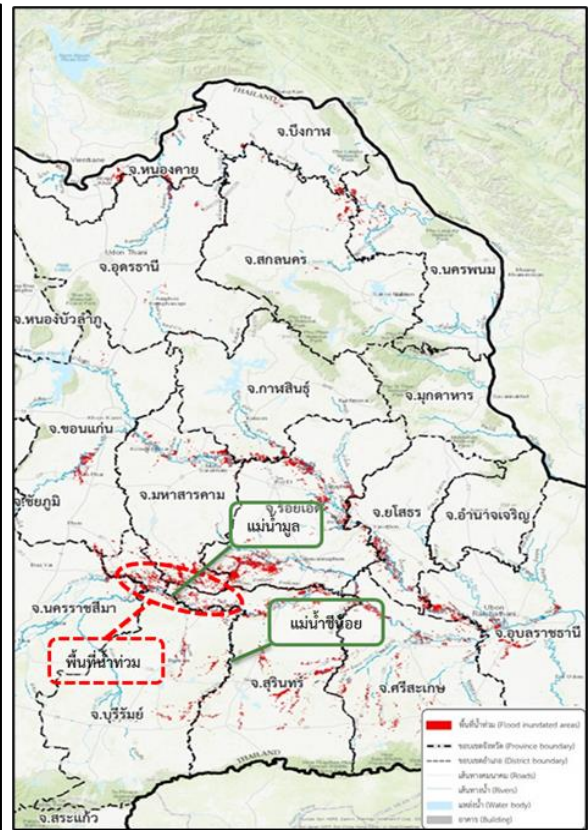 THAILAND
จ.บึงกาฬ
Vientiane
จ.หนองคาย
Udon Thani
จ.อุดรธานี
จ.สกลนคร
จ.นครพนม
จ.หนองบัวลำภู
จ.กาฬสินธุ์
จ.มุกดาหาร
จ.ขอนแก่น
จ.ชัยภูมิ
จ.มหาสารคาม
จ.ร้อยเอ็ด
จ.ยโสธร
จ.อำนาจเจริญ
แม่น้ำมูล
จ.นครราชสีมา
Ubon
Ratchathani
จ.อุบลราชธานี
แม่น้ำชีน้อย
พื้นที่น้ำท่วม
จ.สุรินทร์
จ.ศรีสะเกษ
จ.บุรีรัมย์
THAILAND
จ.สระแก้ว
พื้นที่น้ำท่วม (Flood inundated areas)
ขอบเขตจังหวัด (Province boundary)
ขอบเขตอำเภอ (District boundary)
เส้นทางคมนาคม (Roads)
เส้นทางน้ำ (Rivers)
แหล่งน้ำ (Water body)
อาคาร (Building)